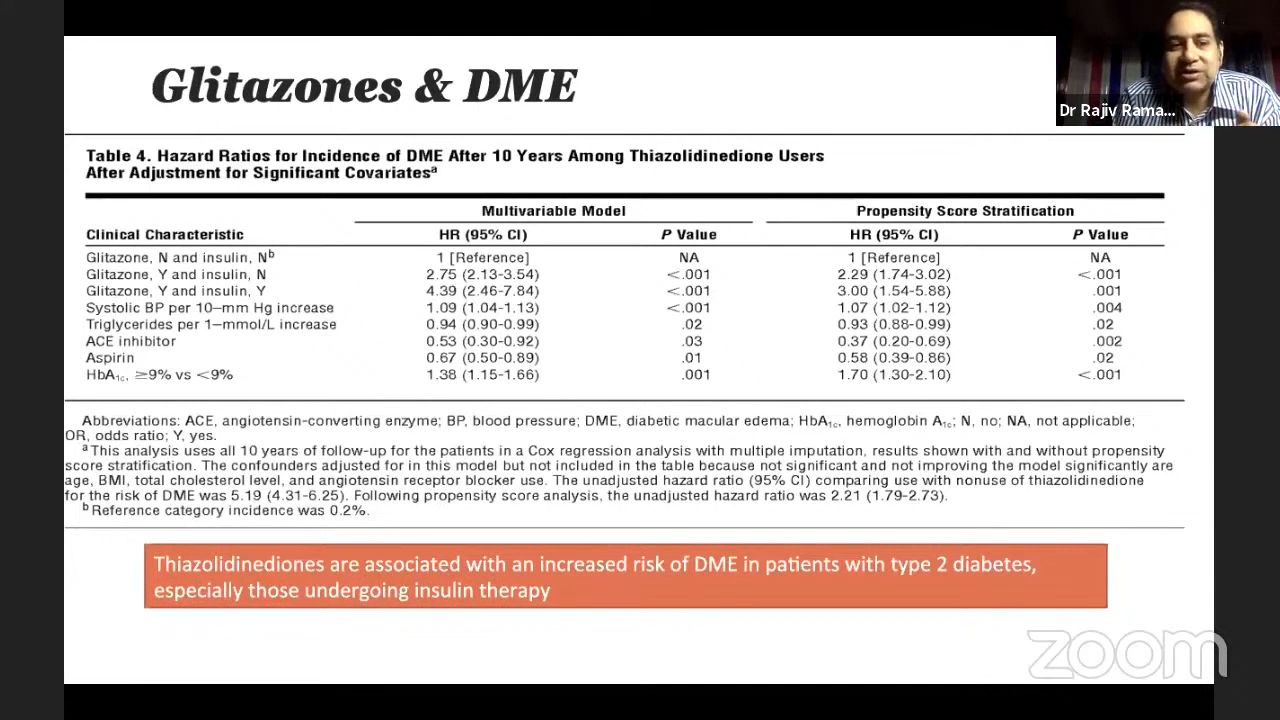 Glitazones & DME
Dr Rajiv Rama...
Table 4. Hazard Ratios for Incidence of DME After 10 Years Among Thiazolidinedione Users
After Adjustment for Significant Covariatesᵃ
Multivariable Model Propensity Score Stratification
Clinical Characteristic HR (95% CI) P Value HR (95% CI) P Value
Glitazone, N and insulin, Nᵇ 1 [Reference] NA 1 [Reference] NA
Glitazone, Y and insulin, N 2.75 (2.13-3.54) <.001 2.29 (1.74-3.02) <.001
Glitazone, Y and insulin, Y 4.39 (2.46-7.84) <.001 3.00 (1.54-5.88) .001
Systolic BP per 10–mm Hg increase 1.09 (1.04-1.13) <.001 1.07 (1.02-1.12) .004
Triglycerides per 1–mmol/L increase 0.94 (0.90-0.99) .02 0.93 (0.88-0.99) .02
ACE inhibitor 0.53 (0.30-0.92) .03 0.37 (0.20-0.69) .002
Aspirin 0.67 (0.50-0.89) .01 0.58 (0.39-0.86) .02
HbA₁c, ≥9% vs <9% 1.38 (1.15-1.66) .001 1.70 (1.30-2.10) <.001
Abbreviations: ACE, angiotensin-converting enzyme; BP, blood pressure; DME, diabetic macular edema; HbA₁c, hemoglobin A₁c; N, no; NA, not applicable;
OR, odds ratio; Y, yes.
ᵃThis analysis uses all 10 years of follow-up for the patients in a Cox regression analysis with multiple imputation, results shown with and without propensity
score stratification. The confounders adjusted for in this model but not included in the table because not significant and not improving the model significantly are
age, BMI, total cholesterol level, and angiotensin receptor blocker use. The unadjusted hazard ratio (95% CI) comparing use with nonuse of thiazolidinedione
for the risk of DME was 5.19 (4.31-6.25). Following propensity score analysis, the unadjusted hazard ratio was 2.21 (1.79-2.73).
ᵇReference category incidence was 0.2%.
Thiazolidinediones are associated with an increased risk of DME in patients with type 2 diabetes,
especially those undergoing insulin therapy
zoom